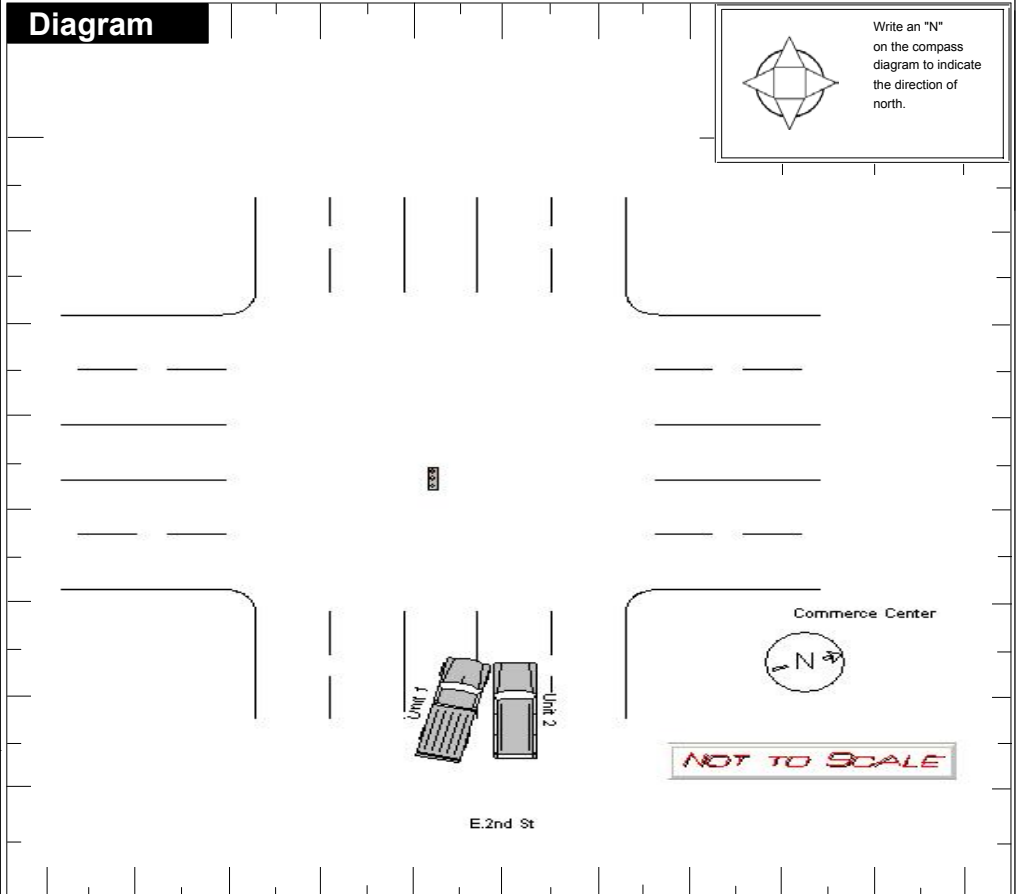 Diagram
Write an "N"
on the compass
diagram to indicate
the direction of
north.
Commerce Center
N
Unit 1
Unit 2
NOT TO SCALE
E.2nd St